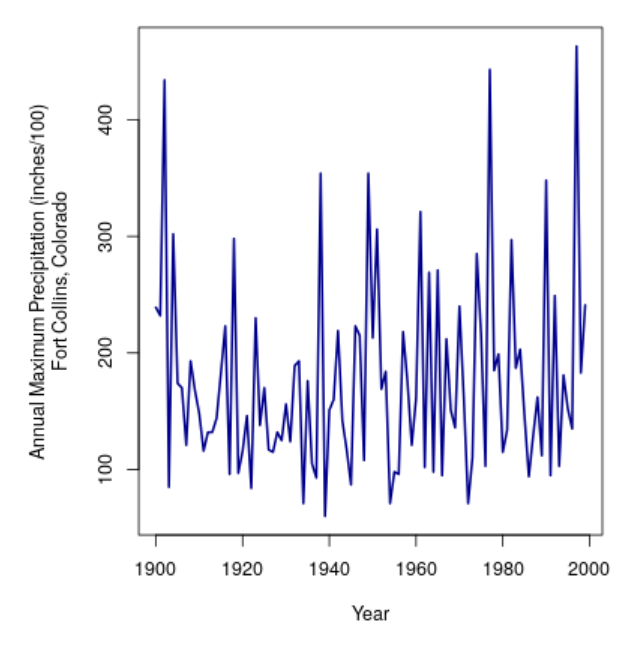 Annual Maximum Precipitation (inches/100)
Fort Collins, Colorado
400
300
200
100
1900 1920 1940 1960 1980 2000
Year